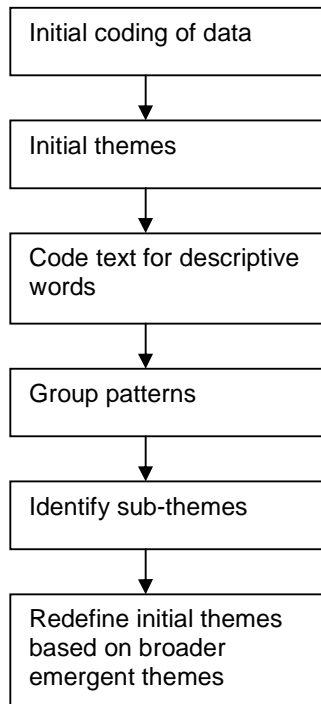 Initial coding of data
Initial themes
Code text for descriptive
words
Group patterns
Identify sub-themes
Redefine initial themes
based on broader
emergent themes